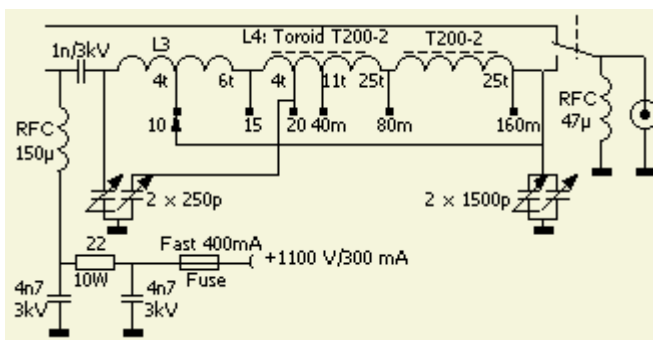 L4: Toroid T200-2
T200-2
1n/3kV
L3
4t
6t
4t
11t
25t
25t
RFC
150µ
10
15
20
40m
80m
160m
RFC
47µ
2 × 250p
2 × 1500p
22
10W
Fast 400mA
Fuse
+1100 V/300 mA
4n7
3kV
4n7
3kV